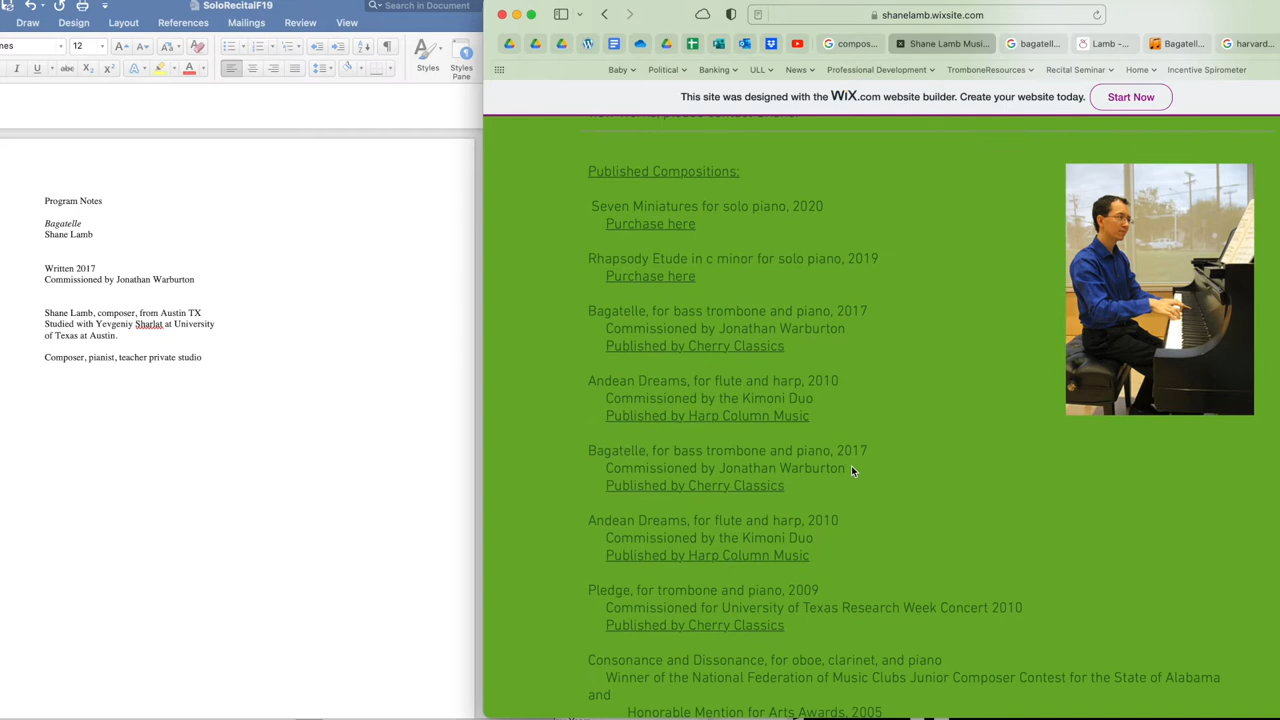 SoloRecitalF19
Search in Document
Draw Design Layout References Mailings Review View
12
Styles
Styles Pane
Program Notes
Bagatelle
Shane Lamb
Written 2017
Commissioned by Jonathan Warburton
Shane Lamb, composer, from Austin TX
Studied with Yevgeniy Sharlat at University
of Texas at Austin.
Composer, pianist, teacher private studio
shanelamb.wixsite.com
compos... Shane Lamb Musi... bagatell... Lamb -... Bagatell... harvard...
Baby Political Banking ULL News Professional Development TromboneResources Recital Seminar Home Incentive Spirometer
This site was designed with the WiX.com website builder. Create your website today. Start Now
Published Compositions:
Seven Miniatures for solo piano, 2020
Purchase here
Rhapsody Etude in c minor for solo piano, 2019
Purchase here
Bagatelle, for bass trombone and piano, 2017
Commissioned by Jonathan Warburton
Published by Cherry Classics
Andean Dreams, for flute and harp, 2010
Commissioned by the Kimoni Duo
Published by Harp Column Music
Bagatelle, for bass trombone and piano, 2017
Commissioned by Jonathan Warburton
Published by Cherry Classics
Andean Dreams, for flute and harp, 2010
Commissioned by the Kimoni Duo
Published by Harp Column Music
Pledge, for trombone and piano, 2009
Commissioned for University of Texas Research Week Concert 2010
Published by Cherry Classics
Consonance and Dissonance, for oboe, clarinet, and piano
Winner of the National Federation of Music Clubs Junior Composer Contest for the State of Alabama
and
Honorable Mention for Arts Awards, 2005